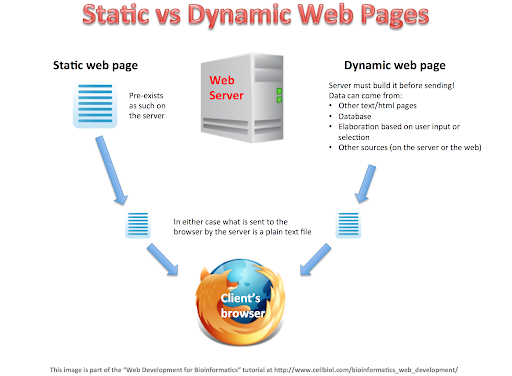 Static vs Dynamic Web Pages
Static web page
Pre-exists
as such on
the server
Web
Server
Dynamic web page
Server must build it before sending!
Data can come from:
• Other text/html pages
• Database
• Elaboration based on user input or
selection
• Other sources (on the server or the web)
In either case what is sent to the
browser by the server is a plain text file
Client's
browser
This image is part of the "Web Development for Bioinformatics" tutorial at http://www.cellbiol.com/bioinformatics_web_development/